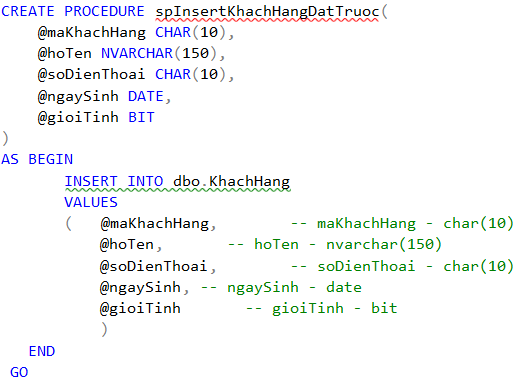 CREATE PROCEDURE spInsertKhachHangDatTruoc(
@maKhachHang CHAR(10),
@hoTen NVARCHAR(150),
@soDienThoai CHAR(10),
@ngaySinh DATE,
@gioiTinh BIT
)
AS BEGIN
INSERT INTO dbo.KhachHang
VALUES
( @maKhachHang, -- maKhachHang - char(10)
@hoTen, -- hoTen - nvarchar(150)
@soDienThoai, -- soDienThoai - char(10)
@ngaySinh, -- ngaySinh - date
@gioiTinh -- gioiTinh - bit
)
END
GO